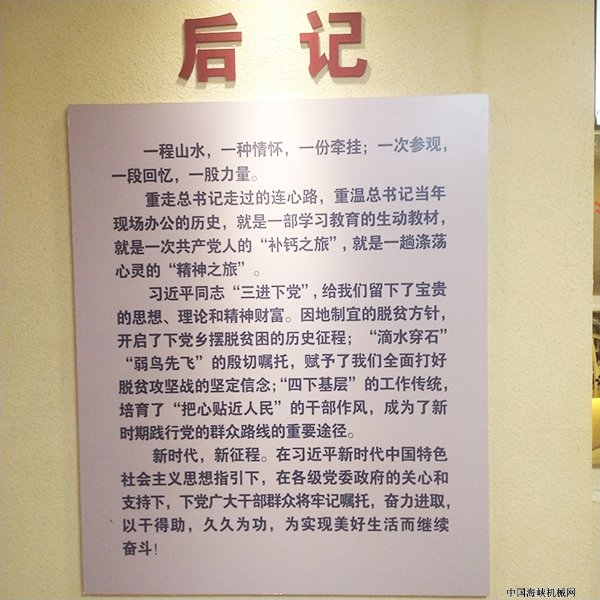 后记
一程山水，一种情怀，一份牵挂；一次参观，
一段回忆，一股力量。
重走总书记走过的连心路，重温总书记当年
现场办公的历史，就是一部学习教育的生动教材，
就是一次共产党人的“补钙之旅”，就是一趟涤荡
心灵的“精神之旅”。
习近平同志“三进下党”，给我们留下了宝贵
的思想、理论和精神财富。因地制宜的脱贫方针，
开启了下党乡摆脱贫困的历史征程；“滴水穿石”
“弱鸟先飞”的殷切嘱托，赋予了我们全面打好
脱贫攻坚战的坚定信念；“四下基层”的工作传统，
培育了“把心贴近人民”的干部作风，成为了新
时期践行党的群众路线的重要途径。
新时代，新征程。在习近平新时代中国特色
社会主义思想指引下，在各级党委政府的关心和
支持下，下党广大干部群众将牢记嘱托，奋力进取，
以干得助，久久为功，为实现美好生活而继续
奋斗！
中国海峡机械网